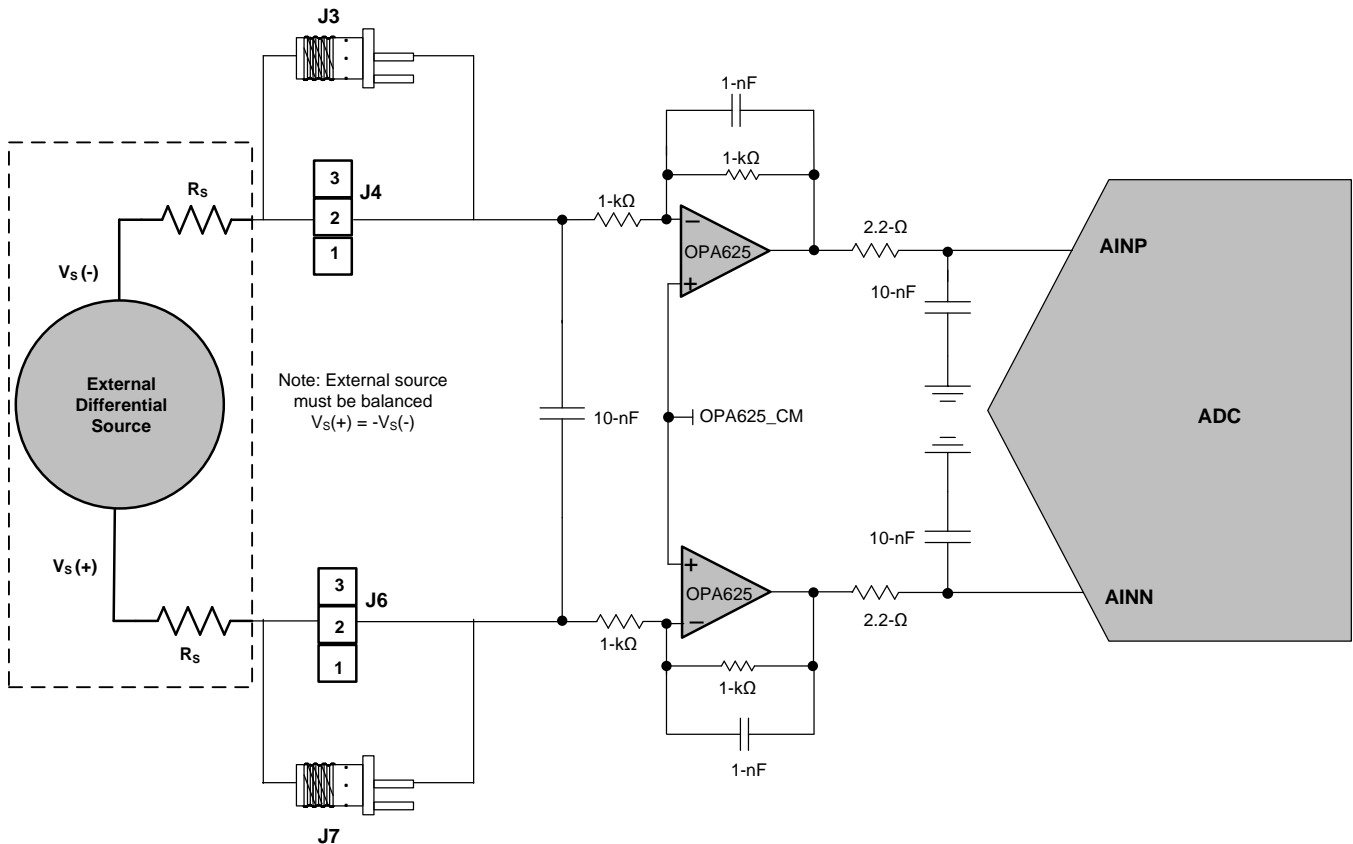 J3
1-nF
1-kΩ
3
J4
2
1
RS
1-kΩ
VS (-)
−
OPA625
+
2.2-Ω
AINP
10-nF
External
Differential
Source
Note: External source
must be balanced
VS(+) = -VS(-)
10-nF
OPA625_CM
ADC
10-nF
VS (+)
3
J6
2
1
RS
1-kΩ
+
OPA625
−
2.2-Ω
AINN
1-kΩ
1-nF
J7